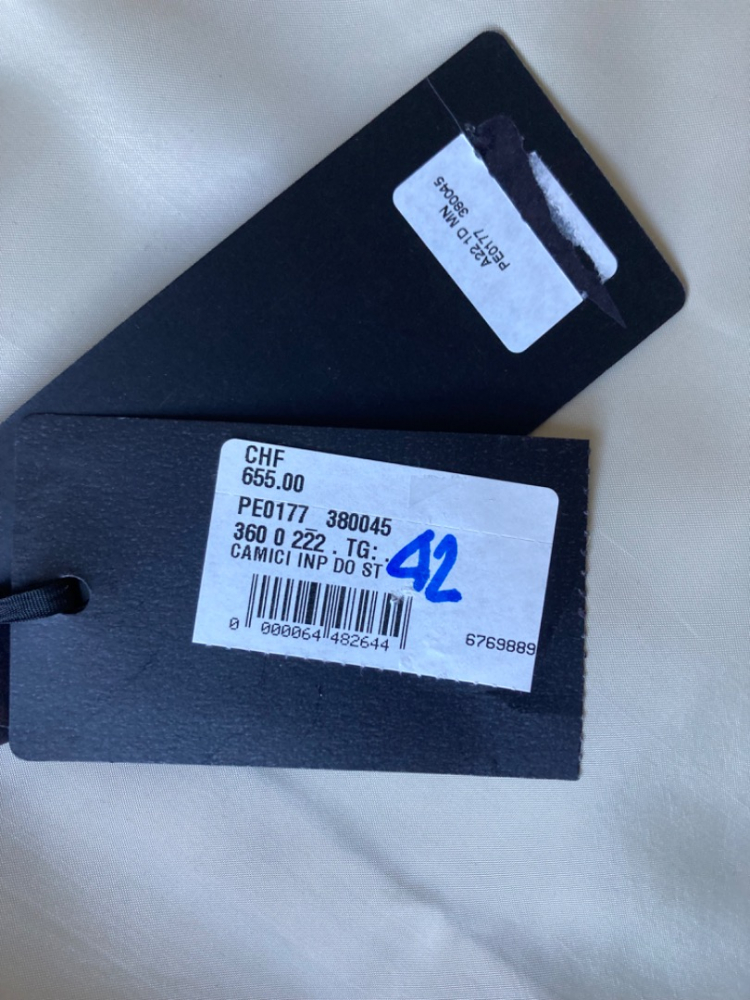 A22 1D MN
PE0177 380045
CHF
655.00
PE0177_ 380045
360 0 222 . TG: .
42
CAMICI INP DO ST
0 000064 482644
6769889